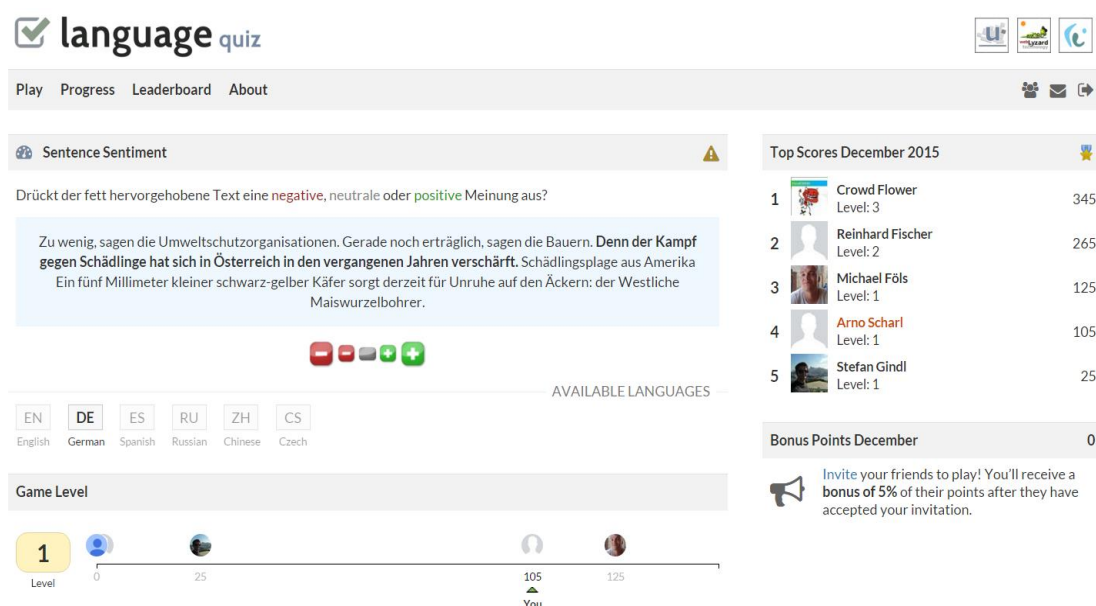 language quiz
Play Progress Leaderboard About
Sentence Sentiment
Drückt der fett hervorgehobene Text eine negative, neutrale oder positive Meinung aus?
Zu wenig, sagen die Umweltschutzorganisationen. Gerade noch erträglich, sagen die Bauern. Denn der Kampf
gegen Schädlinge hat sich in Österreich in den vergangenen Jahren verschärft. Schädlingsplage aus Amerika
Ein fünf Millimeter kleiner schwarz-gelber Käfer sorgt derzeit für Unruhe auf den Äckern: der Westliche
Maiswurzelbohrer.
AVAILABLE LANGUAGES
EN DE ES RU ZH CS
English German Spanish Russian Chinese Czech
Game Level
1
Level
0 25 105 125
You
Top Scores December 2015
1 Crowd Flower 345
Level: 3
2 Reinhard Fischer 265
Level: 2
3 Michael Föls 125
Level: 1
4 Arno Scharl 105
Level: 1
5 Stefan Gindl 25
Level: 1
Bonus Points December 0
Invite your friends to play! You'll receive a
bonus of 5% of their points after they have
accepted your invitation.